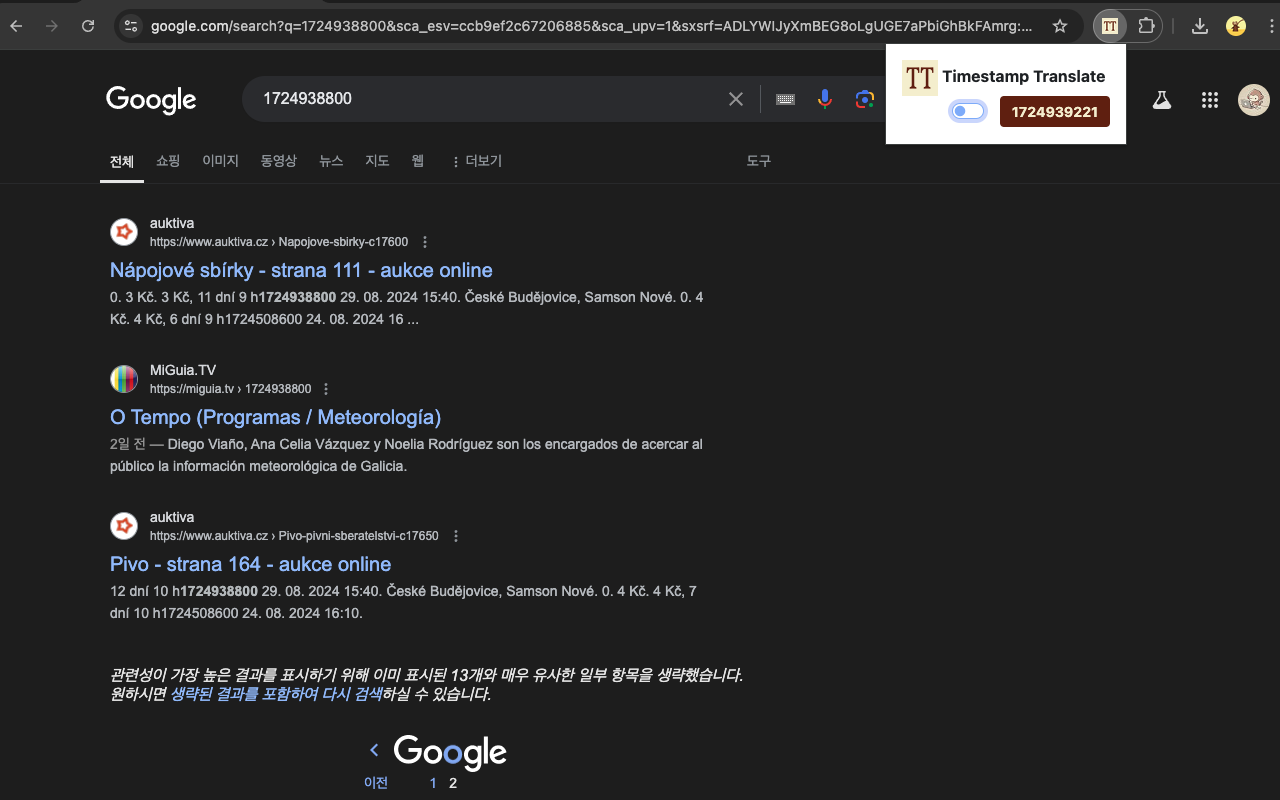 google.com/search?q=1724938800&sca_esv=ccb9ef2c67206885&sca_upv=1&sxsrf=ADLYWIJyXmBEG8oLgUGE7aPbiGhBkFAmrg:...
TT
TT Timestamp Translate
1724939221
Google
1724938800
전체 쇼핑 이미지 동영상 뉴스 지도 웹 더보기 도구
auktiva
https://www.auktiva.cz › Napojove-sbirky-c17600
Nápojové sbírky - strana 111 - aukce online
0. 3 Kč. 3 Kč, 11 dní 9 h1724938800 29. 08. 2024 15:40. České Budějovice, Samson Nové. 0. 4
Kč. 4 Kč, 6 dní 9 h1724508600 24. 08. 2024 16 ...
MiGuia.TV
https://miguia.tv › 1724938800
O Tempo (Programas / Meteorología)
2일 전 — Diego Viaño, Ana Celia Vázquez y Noelia Rodríguez son los encargados de acercar al
público la información meteorológica de Galicia.
auktiva
https://www.auktiva.cz › Pivo-pivni-sberatelstvi-c17650
Pivo - strana 164 - aukce online
12 dní 10 h1724938800 29. 08. 2024 15:40. České Budějovice, Samson Nové. 0. 4 Kč. 4 Kč, 7
dní 10 h1724508600 24. 08. 2024 16:10.
관련성이 가장 높은 결과를 표시하기 위해 이미 표시된 13개와 매우 유사한 일부 항목을 생략했습니다.
원하시면 생략된 결과를 포함하여 다시 검색하실 수 있습니다.
Google
이전 1 2